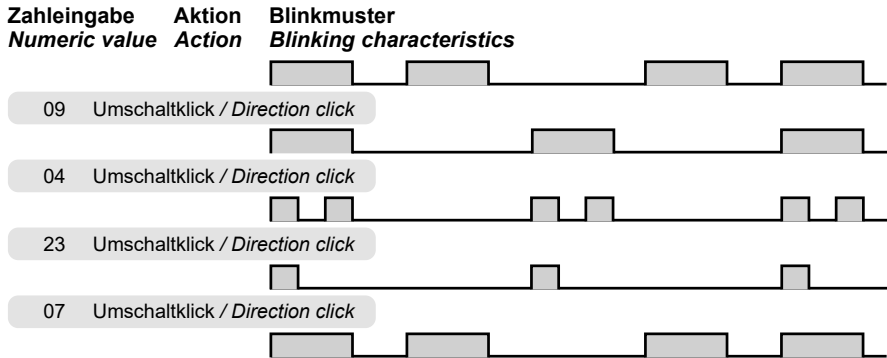 Zahleingabe Aktion Blinkmuster
Numeric value Action Blinking characteristics
09 Umschaltklick / Direction click
04 Umschaltklick / Direction click
23 Umschaltklick / Direction click
07 Umschaltklick / Direction click